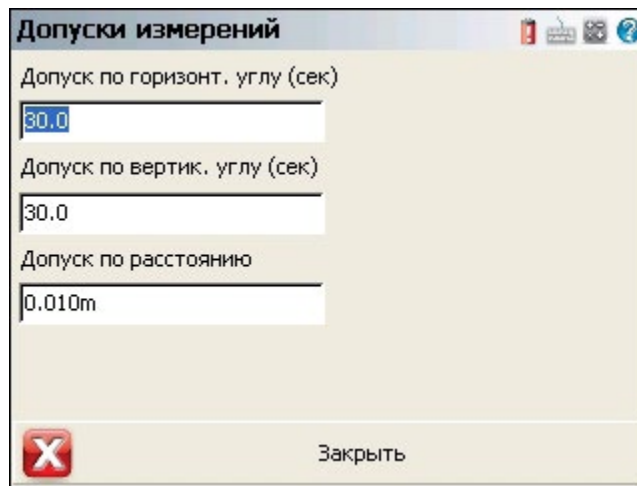 Допуски измерений
Допуск по горизонт. углу (сек)
30.0
Допуск по вертик. углу (сек)
30.0
Допуск по расстоянию
0.010m
Закрыть